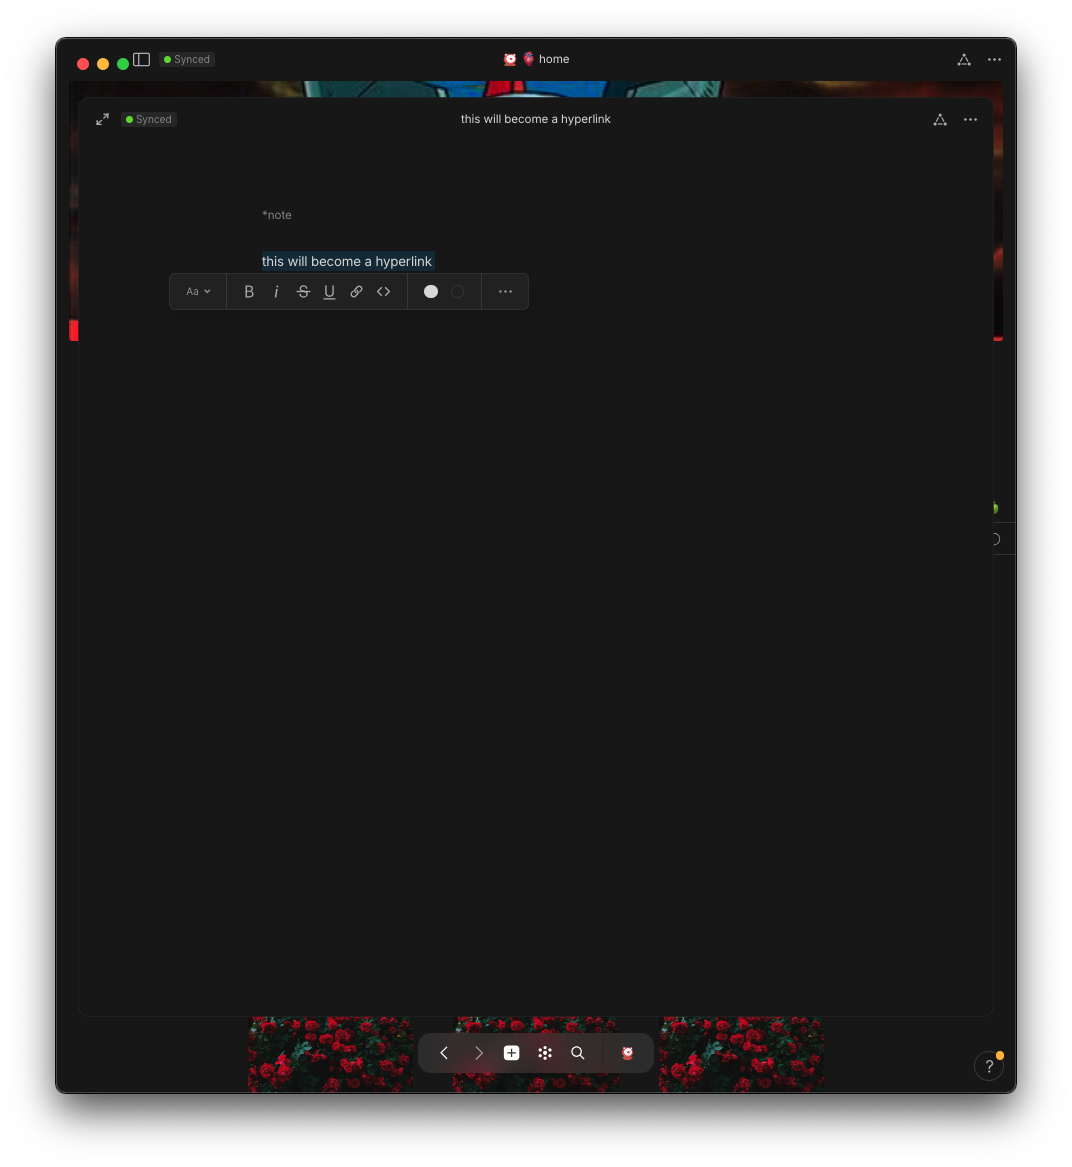 Synced
home
Synced
this will become a hyperlink
*note
this will become a hyperlink
Aa B i S U
?